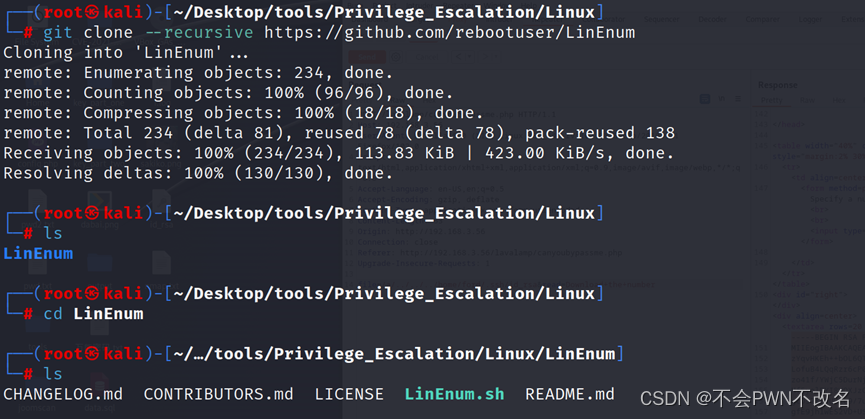 ┌──(root㉿kali)-[~/Desktop/tools/Privilege_Escalation/Linux]
└─# git clone --recursive https://github.com/rebootuser/LinEnum
Cloning into 'LinEnum'...
remote: Enumerating objects: 234, done.
remote: Counting objects: 100% (96/96), done.
remote: Compressing objects: 100% (18/18), done.
remote: Total 234 (delta 81), reused 78 (delta 78), pack-reused 138
Receiving objects: 100% (234/234), 113.83 KiB | 423.00 KiB/s, done.
Resolving deltas: 100% (130/130), done.
┌──(root㉿kali)-[~/Desktop/tools/Privilege_Escalation/Linux]
└─# ls
LinEnum
┌──(root㉿kali)-[~/Desktop/tools/Privilege_Escalation/Linux]
└─# cd LinEnum
┌──(root㉿kali)-[~/…/tools/Privilege_Escalation/Linux/LinEnum]
└─# ls
CHANGELOG.md CONTRIBUTORS.md LICENSE LinEnum.sh README.md
CSDN @不会PWN不改名
Response